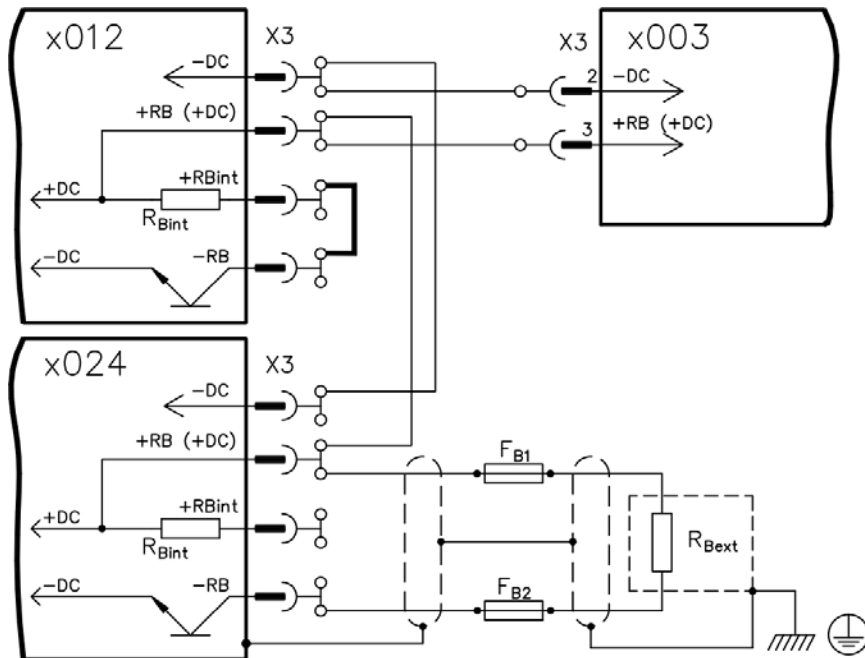 x012
X3
-DC
+RB (+DC)
+DC
+RBint
RBint
-DC
-RB
X3
x003
2
-DC
3
+RB (+DC)
x024
X3
-DC
+RB (+DC)
+DC
+RBint
RBint
-DC
-RB
FB1
RBext
FB2